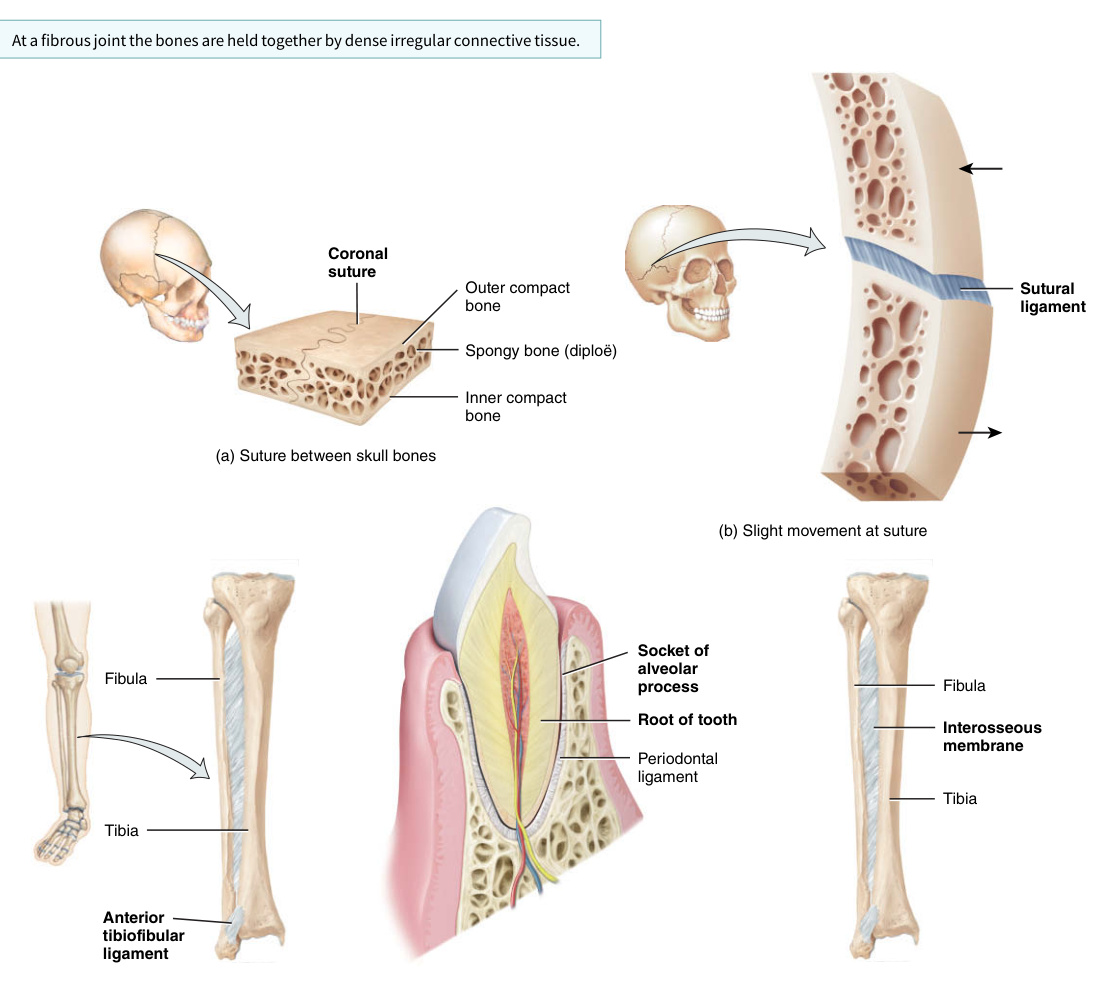 At a fibrous joint the bones are held together by dense irregular connective tissue.
Coronal
suture
Outer compact
bone
Spongy bone (diploë)
Inner compact
bone
(a) Suture between skull bones
Sutural
ligament
(b) Slight movement at suture
Fibula
Tibia
Anterior
tibiofibular
ligament
Socket of
alveolar
process
Root of tooth
Periodontal
ligament
Fibula
Interosseous
membrane
Tibia